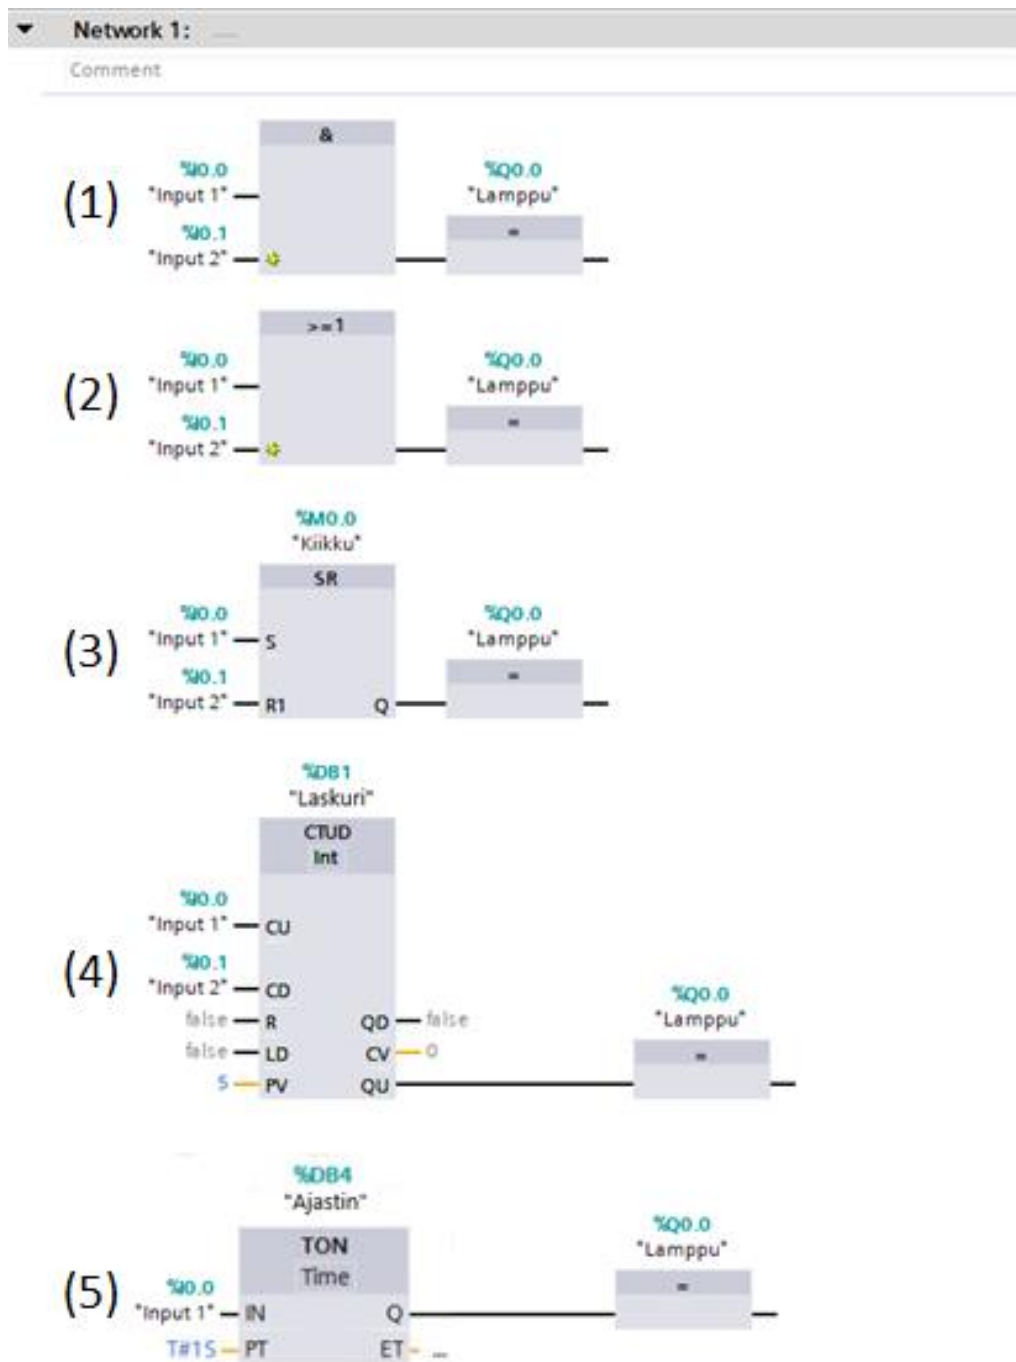 Network 1: ....
Comment
(1)
&
%I0.0
"Input 1"
%I0.1
"Input 2"
%Q0.0
"Lamppu"
=
(2)
>=1
%I0.0
"Input 1"
%I0.1
"Input 2"
%Q0.0
"Lamppu"
=
(3)
%M0.0
"Kiikku"
SR
%I0.0
"Input 1"
S
%I0.1
"Input 2"
R1
Q
%Q0.0
"Lamppu"
=
(4)
%DB1
"Laskuri"
CTUD
Int
%I0.0
"Input 1"
CU
%I0.1
"Input 2"
CD
false
R
QD
false
false
LD
CV
0
5
PV
QU
%Q0.0
"Lamppu"
=
(5)
%DB4
"Ajastin"
TON
Time
%I0.0
"Input 1"
IN
Q
T#1S
PT
ET
...
%Q0.0
"Lamppu"
=